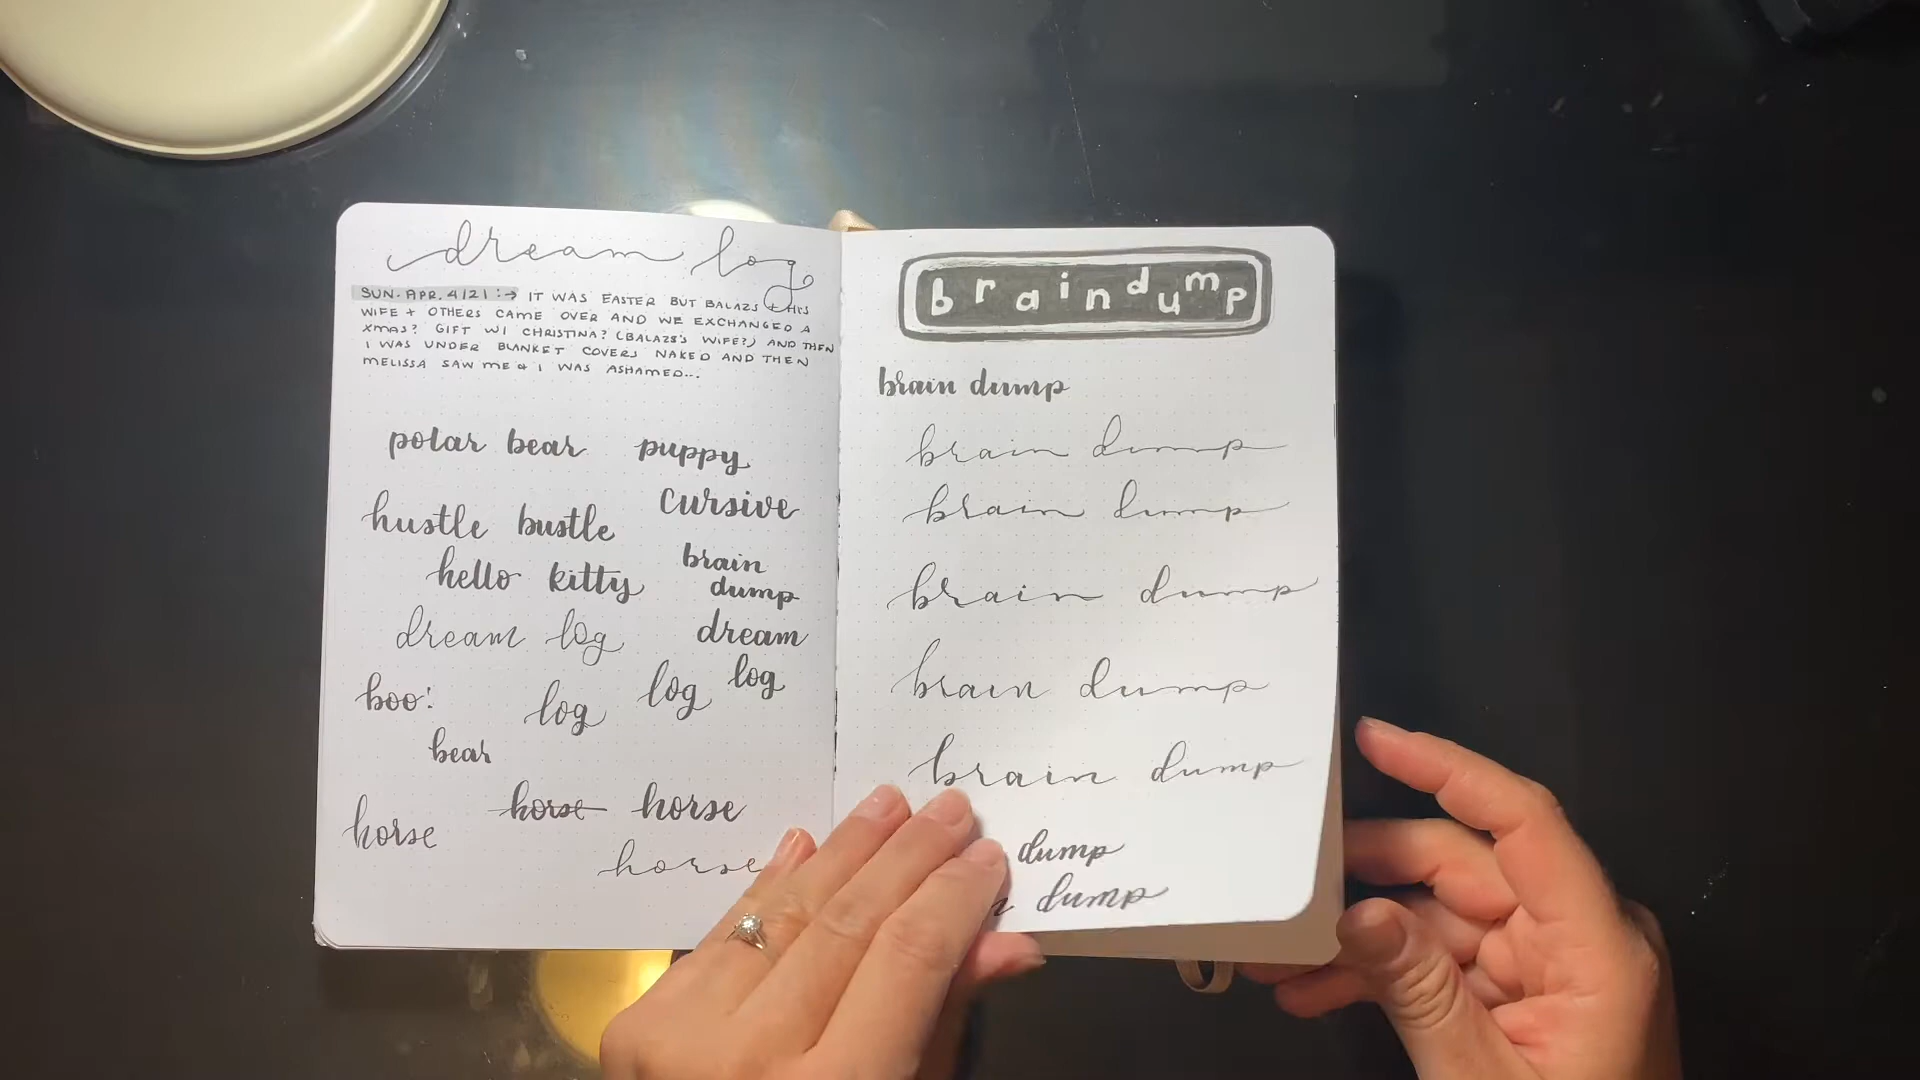 dream log
SUN. APR. 4/21 :→ IT WAS EASTER BUT BALAZS + HIS
WIFE + OTHERS CAME OVER AND WE EXCHANGED A
XMAS? GIFT W/ CHRISTINA? (BALAZS'S WIFE?) AND THEN
I WAS UNDER BLANKET COVERS NAKED AND THEN
MELISSA SAW ME & I WAS ASHAMED...
polar bear puppy
hustle bustle cursive
hello kitty brain
dump
dream log dream
log
boo! log log
bear
horse horse horse
horse
braindump
brain dump
brain dump
brain dump
brain dump
brain dump
brain dump
dump
dump